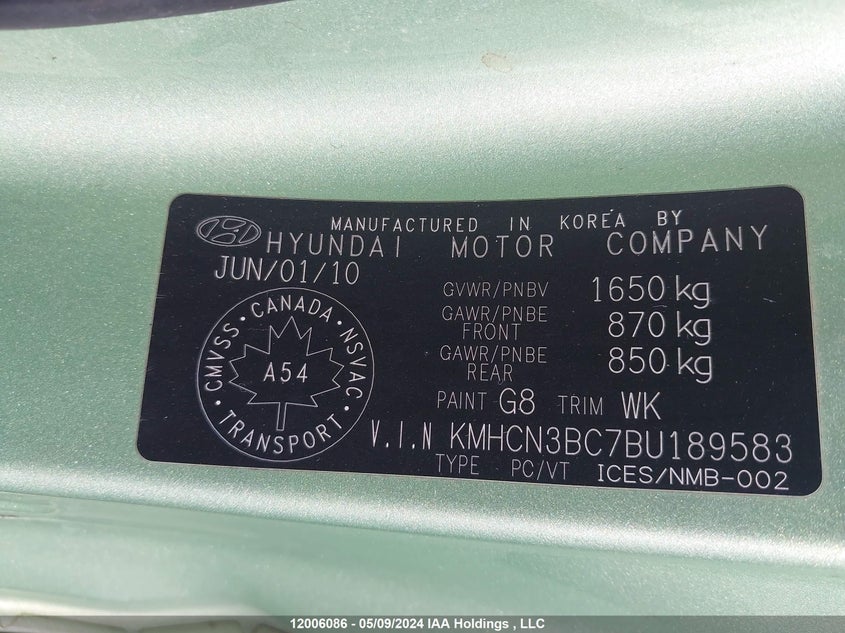 MANUFACTURED IN KOREA BY
HYUNDAI MOTOR COMPANY
JUN/01/10
GVWR/PNBV 1650 kg
GAWR/PNBE FRONT 870 kg
GAWR/PNBE REAR 850 kg
CMVSS · CANADA · NSVAC
A54
· TRANSPORT ·
PAINT G8 TRIM WK
V.I.N KMHCN3BC7BU189583
TYPE PC/VT ICES/NMB-002
12006086 - 05/09/2024 IAA Holdings , LLC